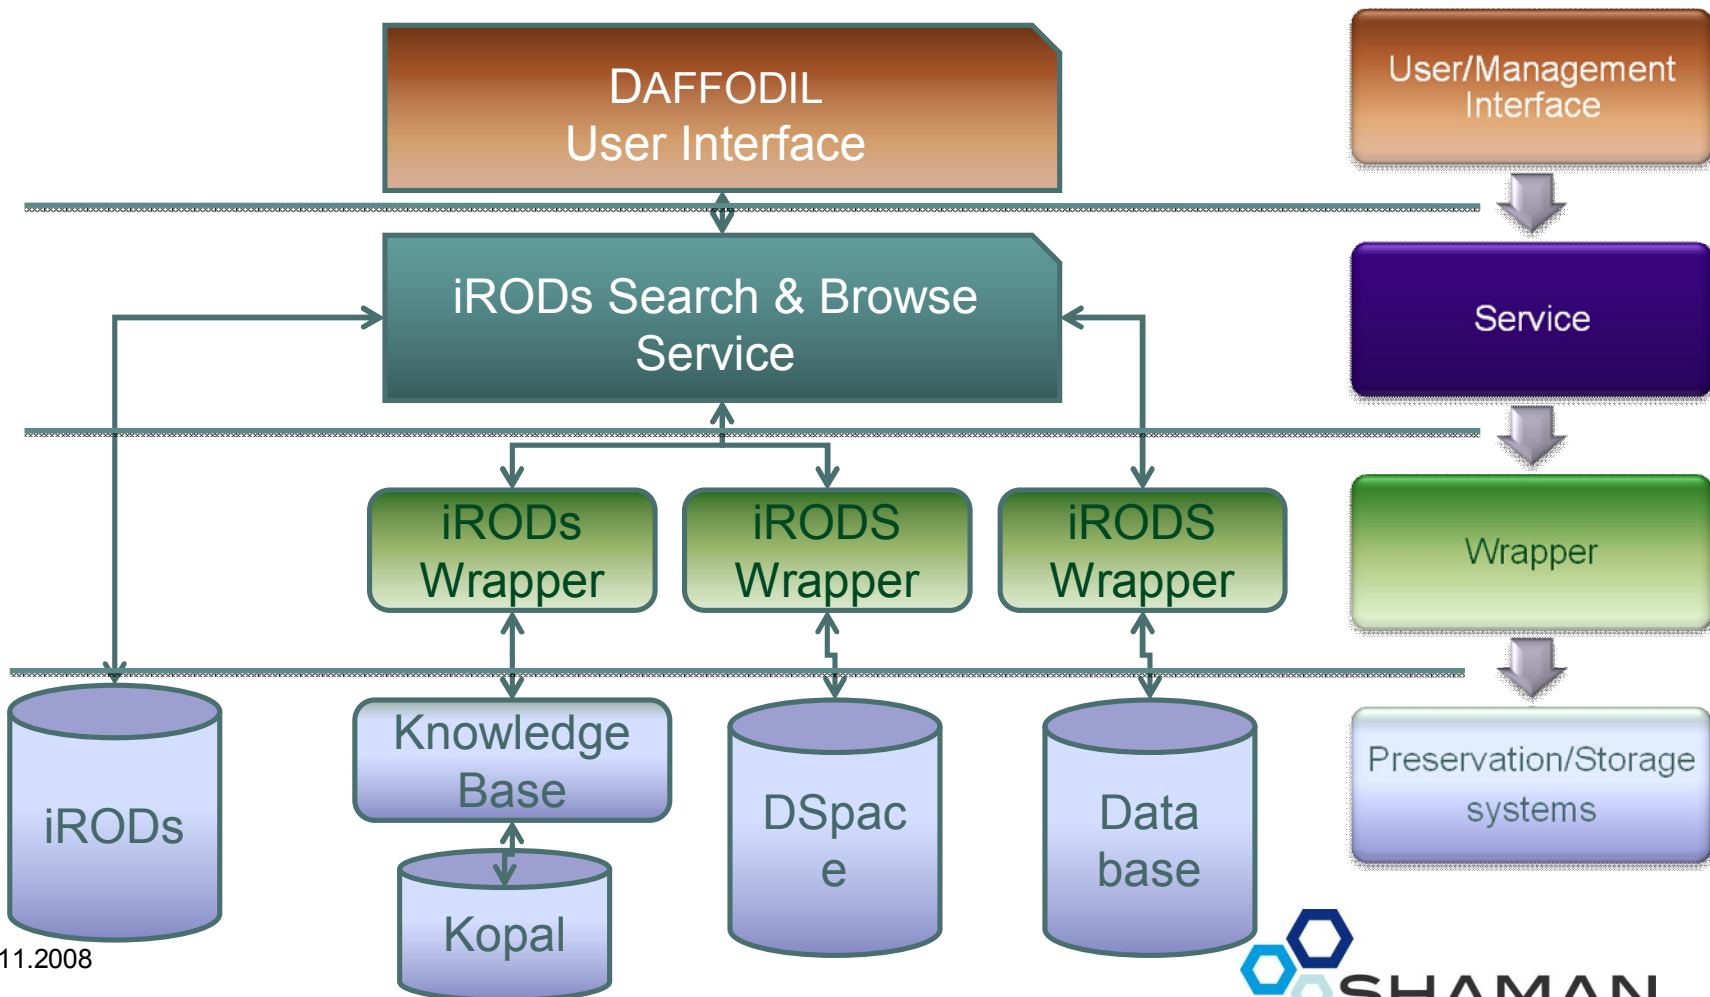 DAFFODIL
User Interface
User/Management
Interface
iRODs Search & Browse
Service
Service
iRODs
Wrapper
iRODS
Wrapper
iRODS
Wrapper
Wrapper
iRODs
Knowledge
Base
Kopal
DSpac
e
Data
base
Preservation/Storage
systems
11.2008
SHAMAN